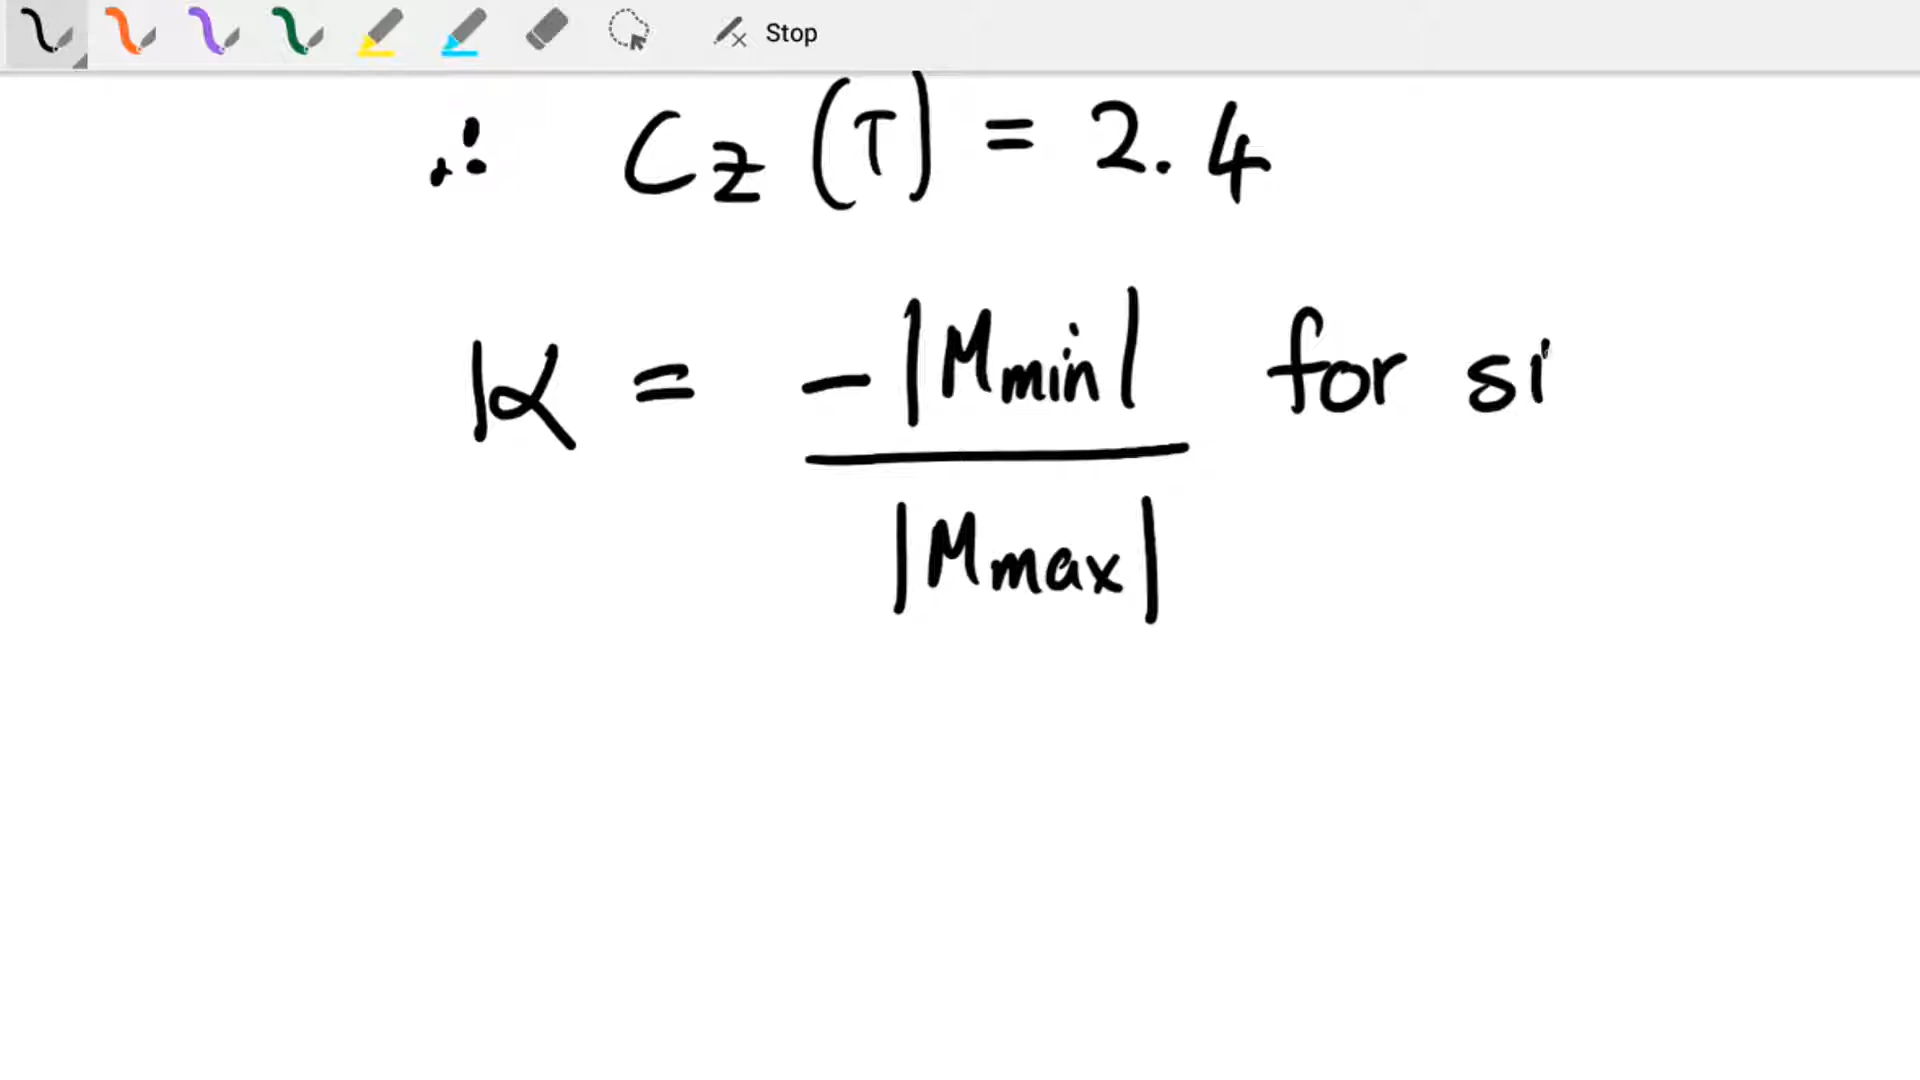 Stop
∴ Cz (T) = 2.4
K = -|Mmin| for si
|Mmax|